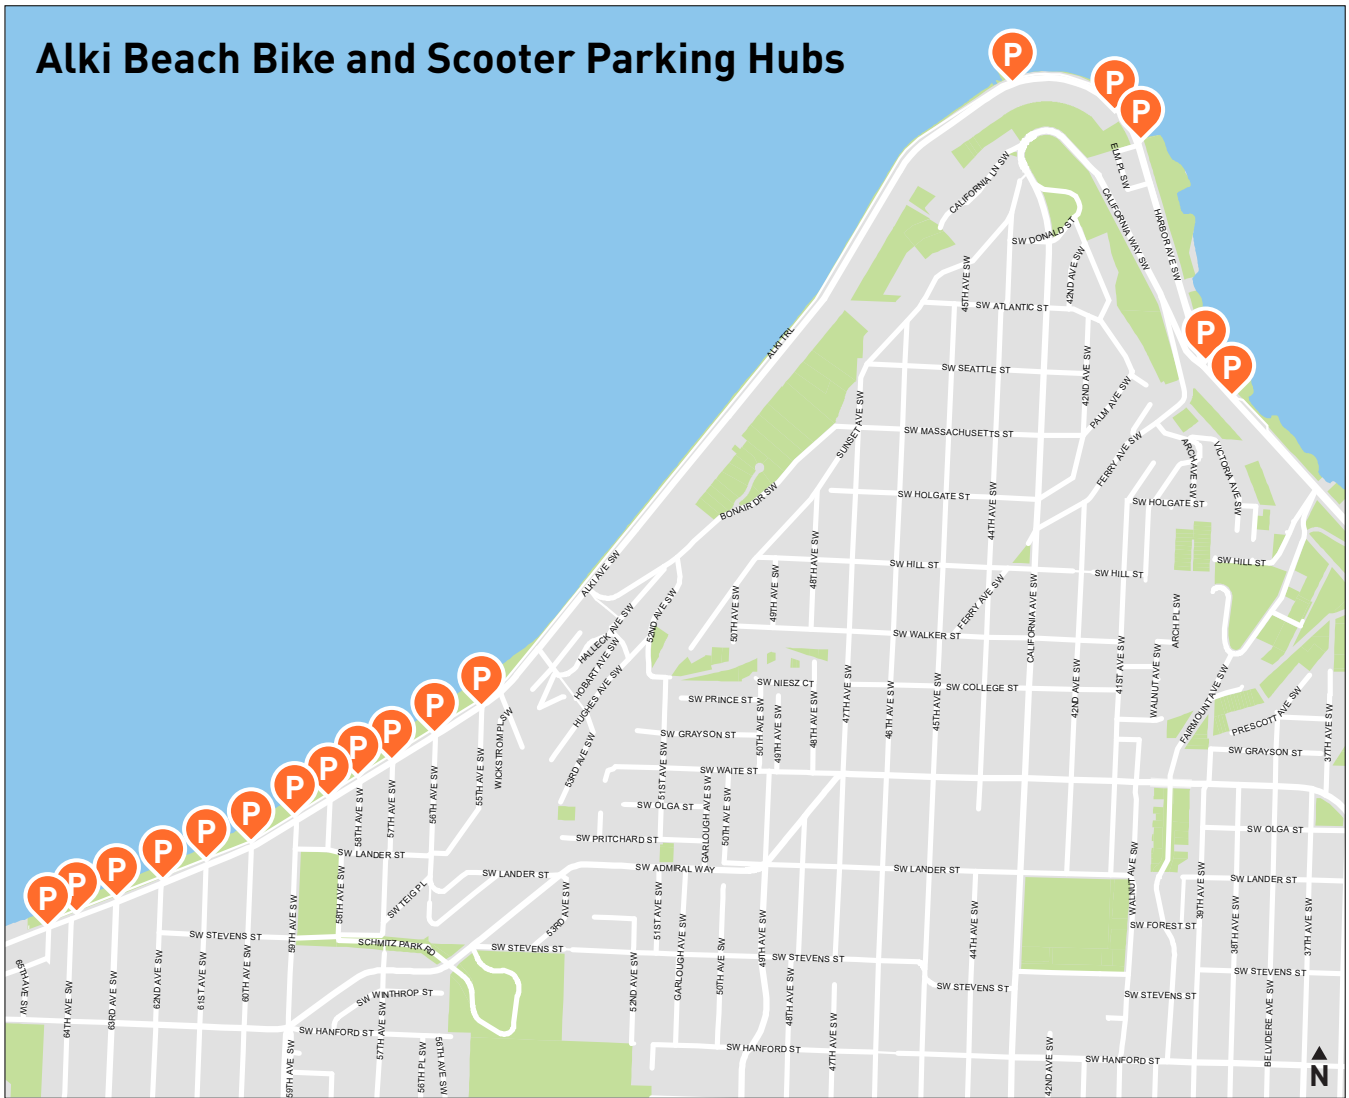 Alki Beach Bike and Scooter Parking Hubs
P
P
P
ELM PL SW
CALIFORNIA LN SW
CALIFORNIA WAY SW
HARBOR AVE SW
SW DONALD ST
45TH AVE SW
42ND AVE SW
SW ATLANTIC ST
P
P
ALKI TRL
SW SEATTLE ST
42ND AVE SW
PALM AVE SW
SUNSET AVE SW
SW MASSACHUSETTS ST
FERRY AVE SW
ARCH AVE SW
VICTORIA AVE SW
BONAIR DR SW
SW HOLGATE ST
44TH AVE SW
SW HOLGATE ST
ALKI AVE SW
48TH AVE SW
SW HILL ST
SW HILL ST
SW HILL ST
49TH AVE SW
50TH AVE SW
52ND AVE SW
FERRY AVE SW
CALIFORNIA AVE SW
ARCH PL SW
HALLECK AVE SW
HOBART AVE SW
HUGHES AVE SW
SW WALKER ST
41ST AVE SW
WALNUT AVE SW
FAIRMOUNT AVE SW
P
P
P
P
P
P
P
P
P
P
P
P
P
SW NIESZ CT
SW PRINCE ST
SW COLLEGE ST
47TH AVE SW
46TH AVE SW
45TH AVE SW
42ND AVE SW
50TH AVE SW
49TH AVE SW
48TH AVE SW
PRESCOTT AVE SW
37TH AVE SW
WICKSTROM PL SW
55TH AVE SW
53RD AVE SW
SW GRAYSON ST
SW GRAYSON ST
51ST AVE SW
SW WAITE ST
58TH AVE SW
57TH AVE SW
56TH AVE SW
SW OLGA ST
GARLOUGH AVE SW
50TH AVE SW
SW OLGA ST
SW PRITCHARD ST
SW LANDER ST
SW LANDER ST
SW ADMIRAL WAY
SW LANDER ST
SW LANDER ST
WALNUT AVE SW
39TH AVE SW
58TH AVE SW
SW TEIG PL
53RD AVE SW
51ST AVE SW
GARLOUGH AVE SW
50TH AVE SW
49TH AVE SW
44TH AVE SW
SW FOREST ST
38TH AVE SW
37TH AVE SW
59TH AVE SW
SW STEVENS ST
SCHMITZ PARK RD
SW STEVENS ST
SW STEVENS ST
SW STEVENS ST
SW STEVENS ST
SW STEVENS ST
65TH AVE SW
64TH AVE SW
63RD AVE SW
62ND AVE SW
61ST AVE SW
60TH AVE SW
SW WINTHROP ST
52ND AVE SW
48TH AVE SW
47TH AVE SW
BELVIDERE AVE SW
SW HANFORD ST
57TH AVE SW
56TH PL SW
56TH AVE SW
59TH AVE SW
SW HANFORD ST
42ND AVE SW
SW HANFORD ST
N